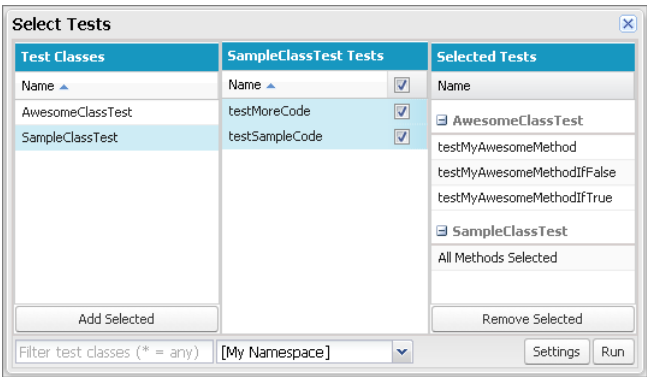 Select Tests
Test Classes
Name
AwesomeClassTest
SampleClassTest
Add Selected
SampleClassTest Tests
Name
testMoreCode
testSampleCode
Selected Tests
Name
AwesomeClassTest
testMyAwesomeMethod
testMyAwesomeMethodIfFalse
testMyAwesomeMethodIfTrue
SampleClassTest
All Methods Selected
Remove Selected
Filter test classes (* = any)
[My Namespace]
Settings
Run